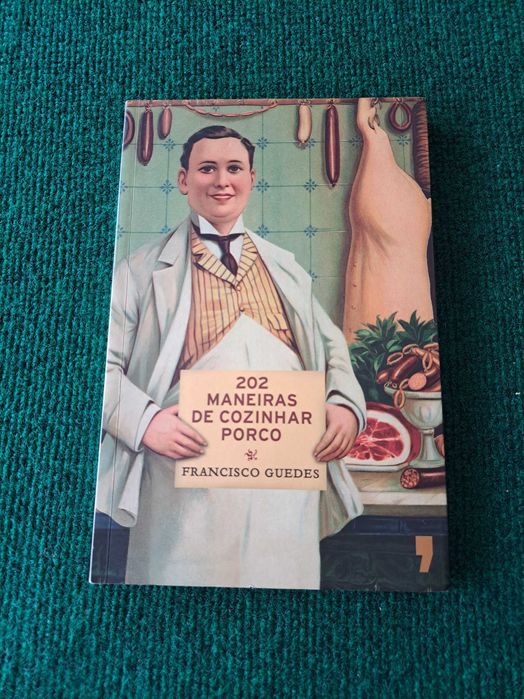 202
MANEIRAS
DE COZINHAR
PORCO
FRANCISCO GUEDES